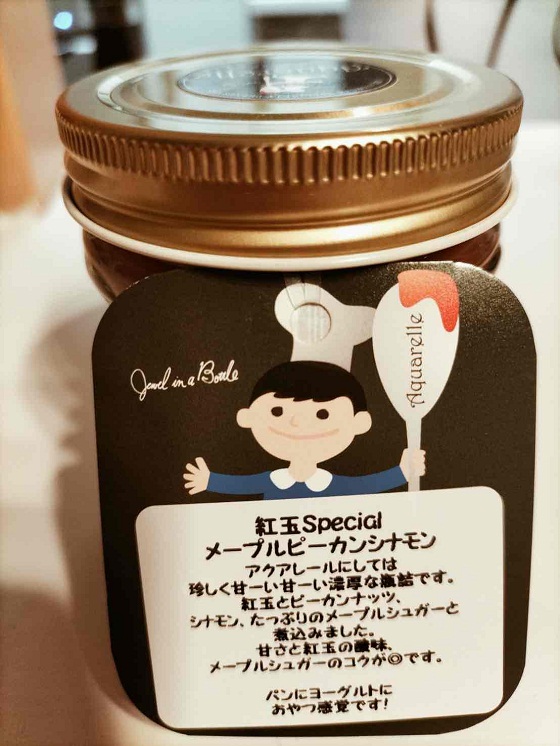 Jewel in a Bottle
Aquarelle
紅玉Special
メープルピーカンシナモン
アクアレールにしては
珍しく甘ーい甘ーい濃厚な瓶詰です。
紅玉とピーカンナッツ、
シナモン、たっぷりのメープルシュガーと
煮込みました。
甘さと紅玉の酸味、
メープルシュガーのコクが◎です。
パンにヨーグルトに
おやつ感覚です!